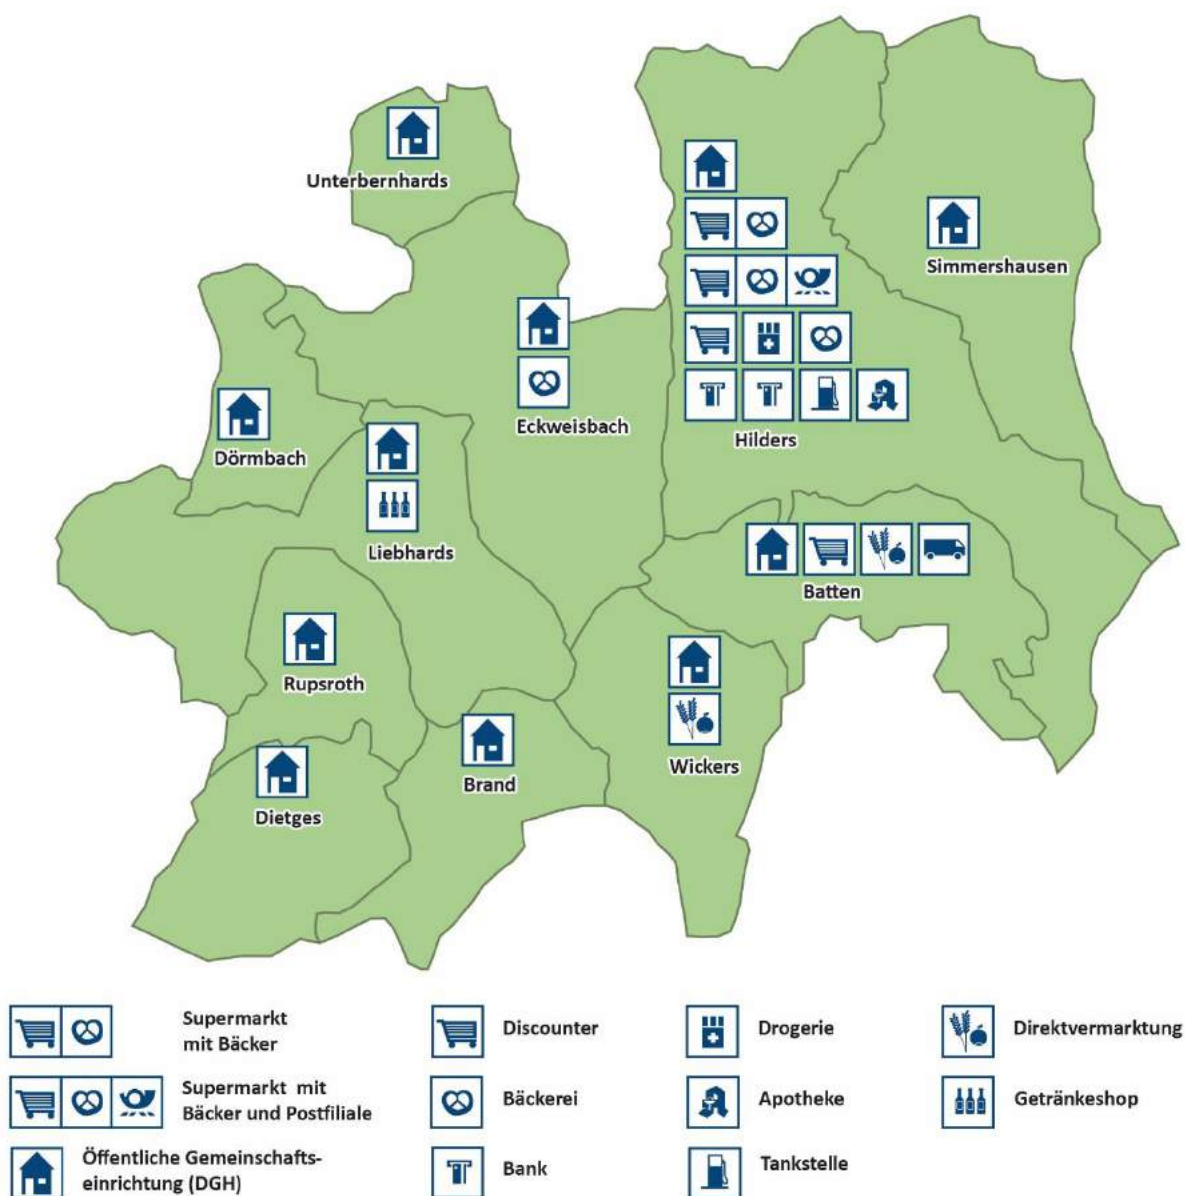 Unterbernhards
Simmershausen
Eckweisbach
Hilders
Dörmbach
Liebhards
Batten
Rupsroth
Wickers
Brand
Dietges
Supermarkt
mit Bäcker
Discounter
Drogerie
Direktvermarktung
Supermarkt mit
Bäcker und Postfiliale
Bäckerei
Apotheke
Getränkeshop
Öffentliche Gemeinschafts-
einrichtung (DGH)
Bank
Tankstelle